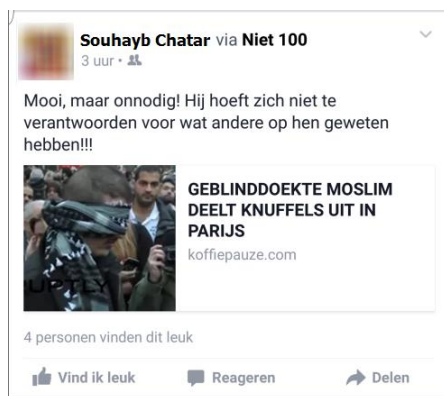 Souhayb Chatar via Niet 100
3 uur
Mooi, maar onnodig! Hij hoeft zich niet te
verantwoorden voor wat andere op hen geweten
hebben!!!
GEBLINDDOEKTE MOSLIM
DEELT KNUFFELS UIT IN
PARIJS
koffiepauze.com
UPTLY
4 personen vinden dit leuk
Vind ik leuk Reageren Delen